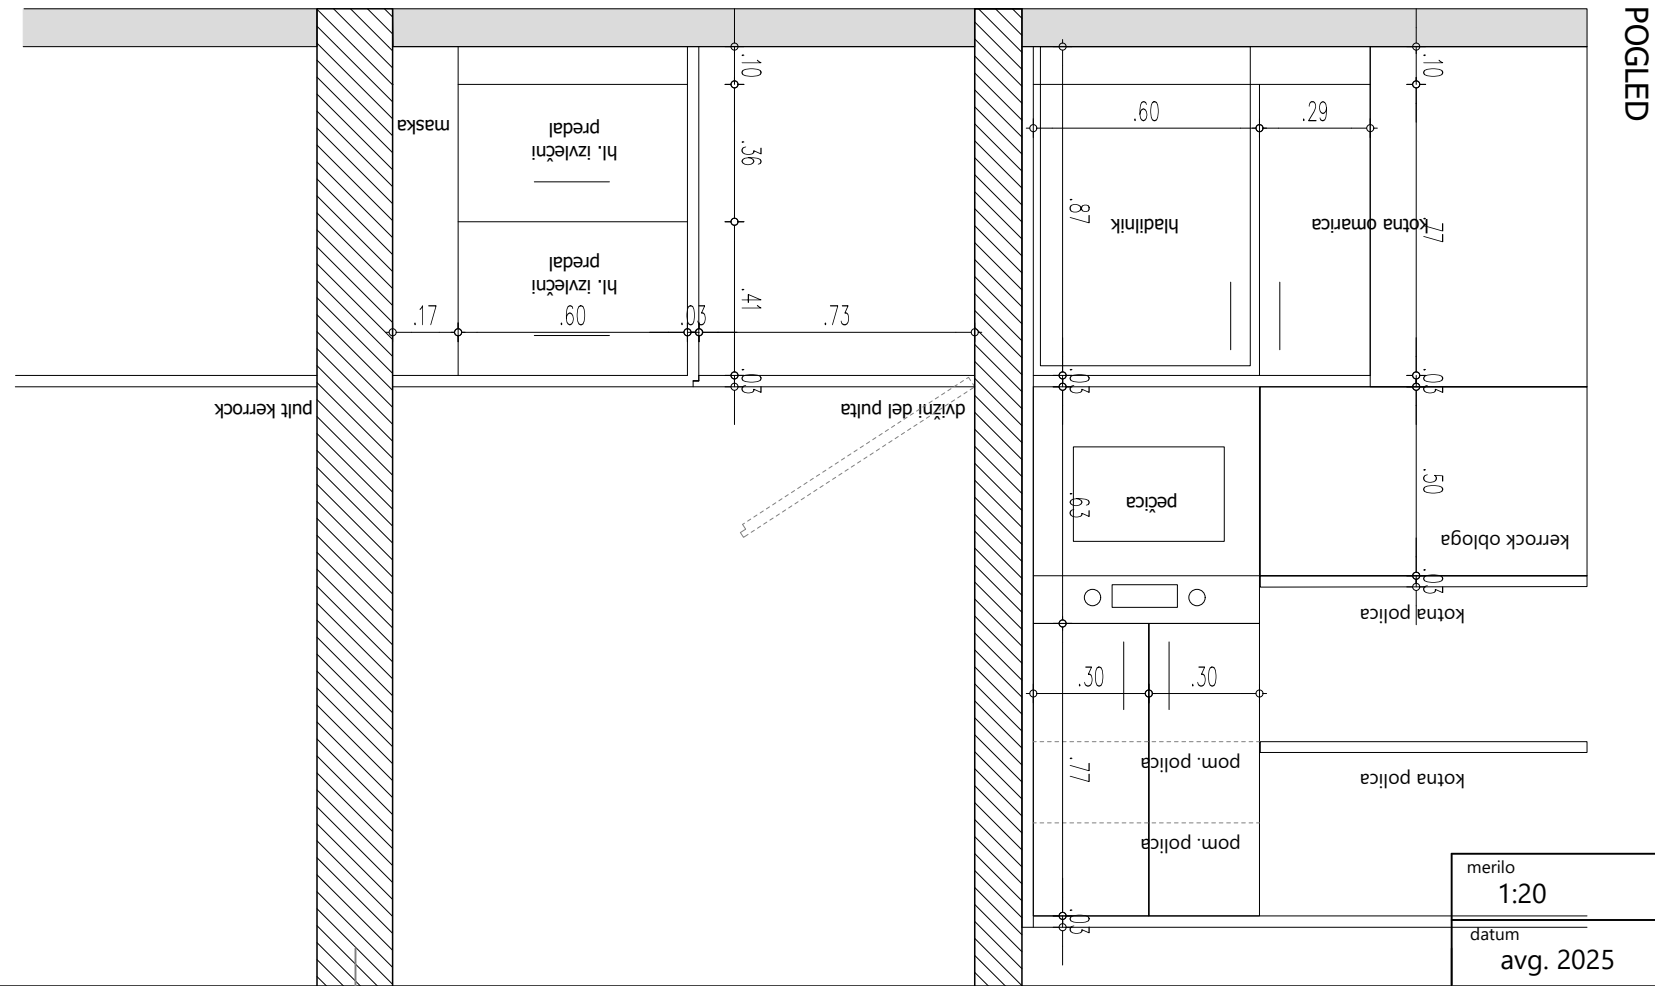 POGLED
.10
.10
.60
.29
maska
predal
hl. izlečni
.36
.87
hladilnik
kotna omarica
.77
predal
hl. izvlečni
.41
.17
.60
.03
.73
.03
.03
.03
pult kerrock
dvižni del pulta
.50
.63
pečica
kerrock obloga
.03
kotna polica
.30
.30
.77
pom. polica
kotna polica
pom. polica
.03
merilo
1:20
datum
avg. 2025